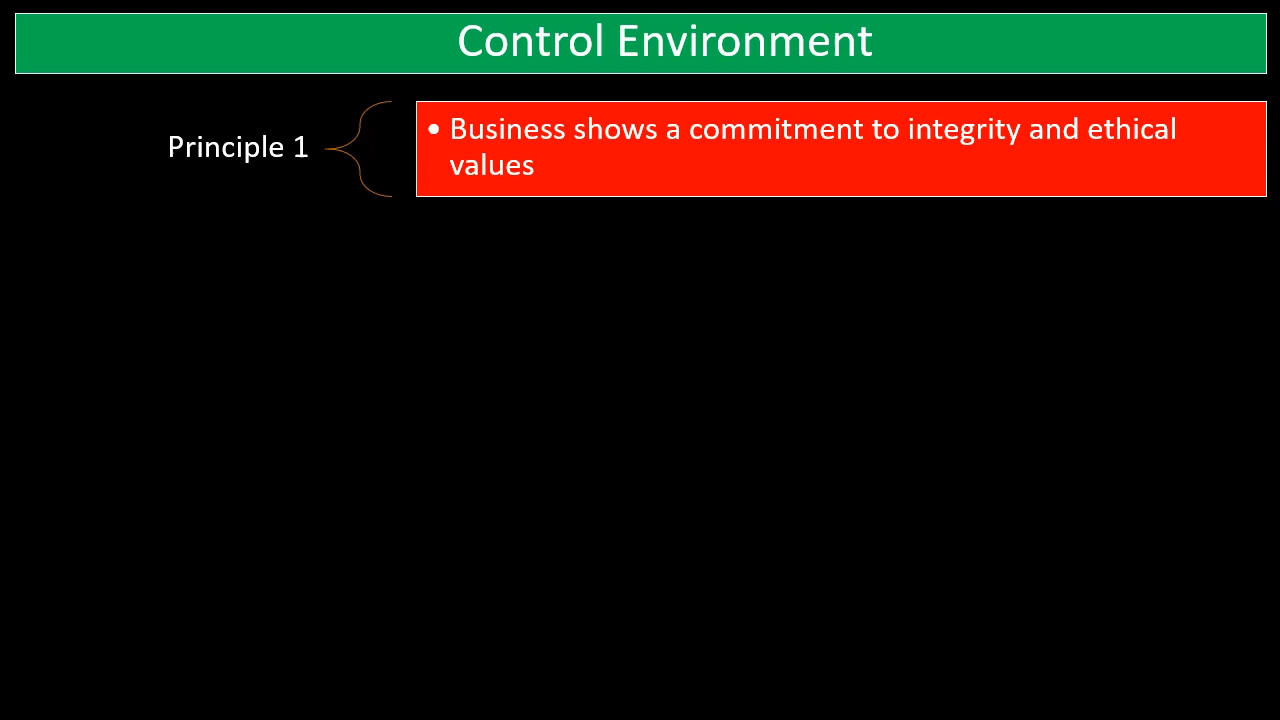 Control Environment
Principle 1
• Business shows a commitment to integrity and ethical
values